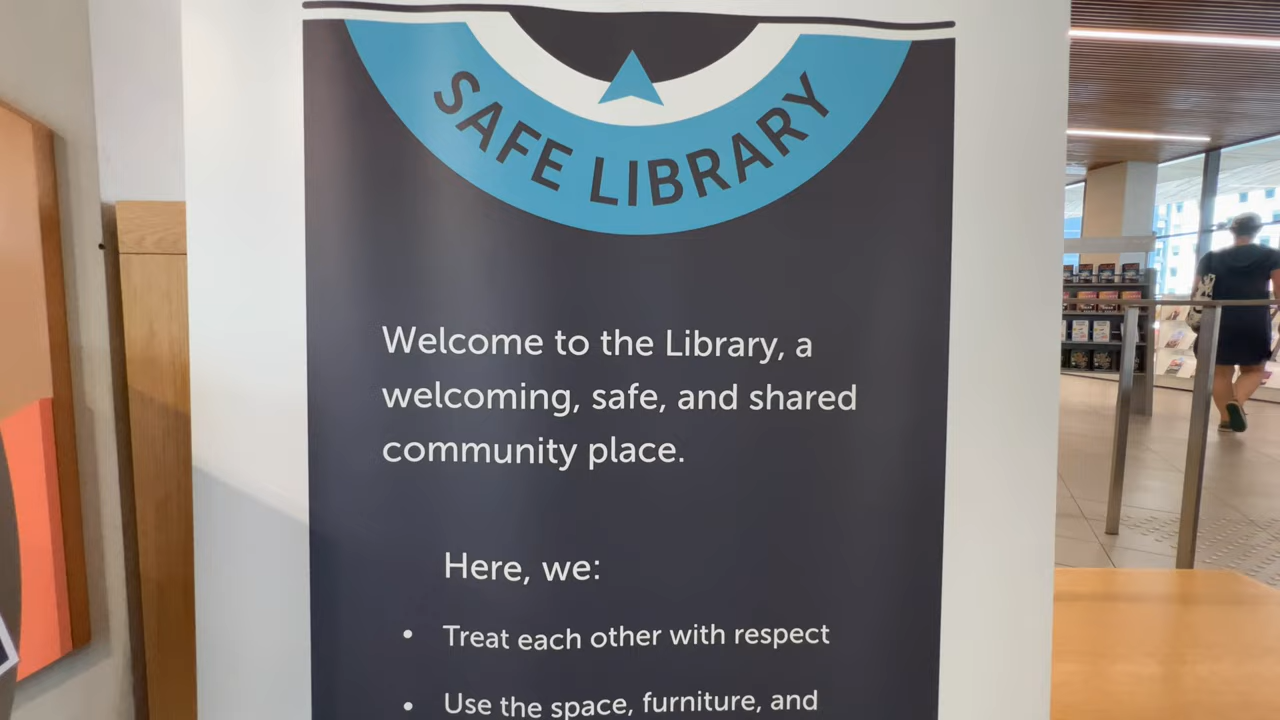 SAFE LIBRARY
Welcome to the Library, a
welcoming, safe, and shared
community place.
Here, we:
• Treat each other with respect
• Use the space, furniture, and